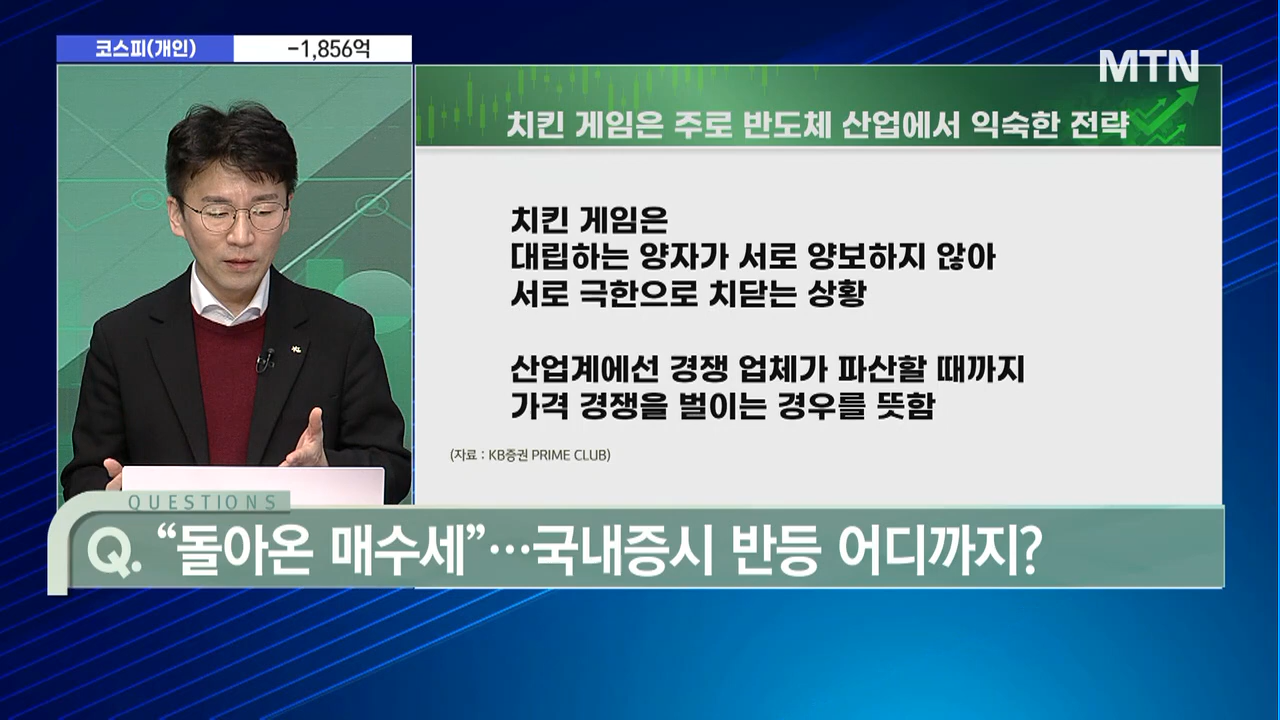 코스피(개인) -1,856억
MTN
치킨 게임은 주로 반도체 산업에서 익숙한 전략
치킨 게임은
대립하는 양자가 서로 양보하지 않아
서로 극한으로 치닫는 상황
산업계에선 경쟁 업체가 파산할 때까지
가격 경쟁을 벌이는 경우를 뜻함
(자료 : KB증권 PRIME CLUB)
QUESTIONS
Q. “돌아온 매수세”…국내증시 반등 어디까지?